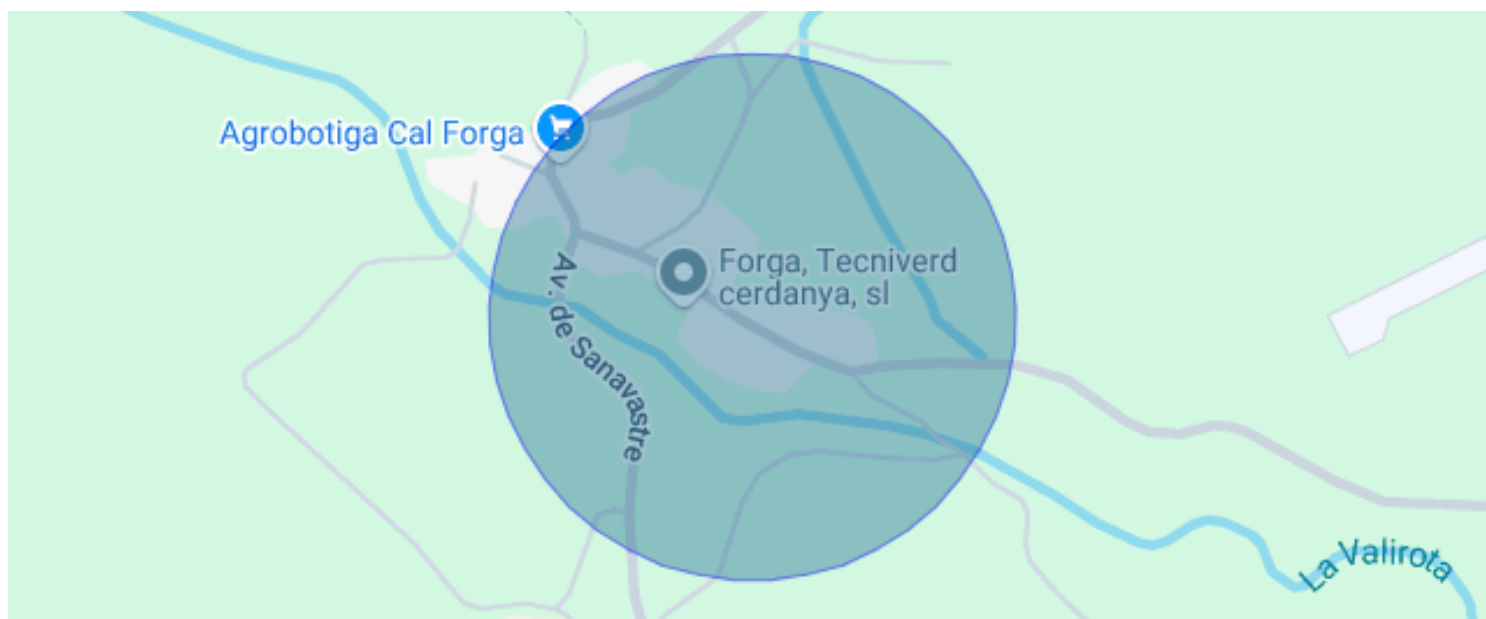 Agrobotiga Cal Forga
Forga, Tecniverd
cerdanya, sl
Av. de Sanavastre
La Valirota